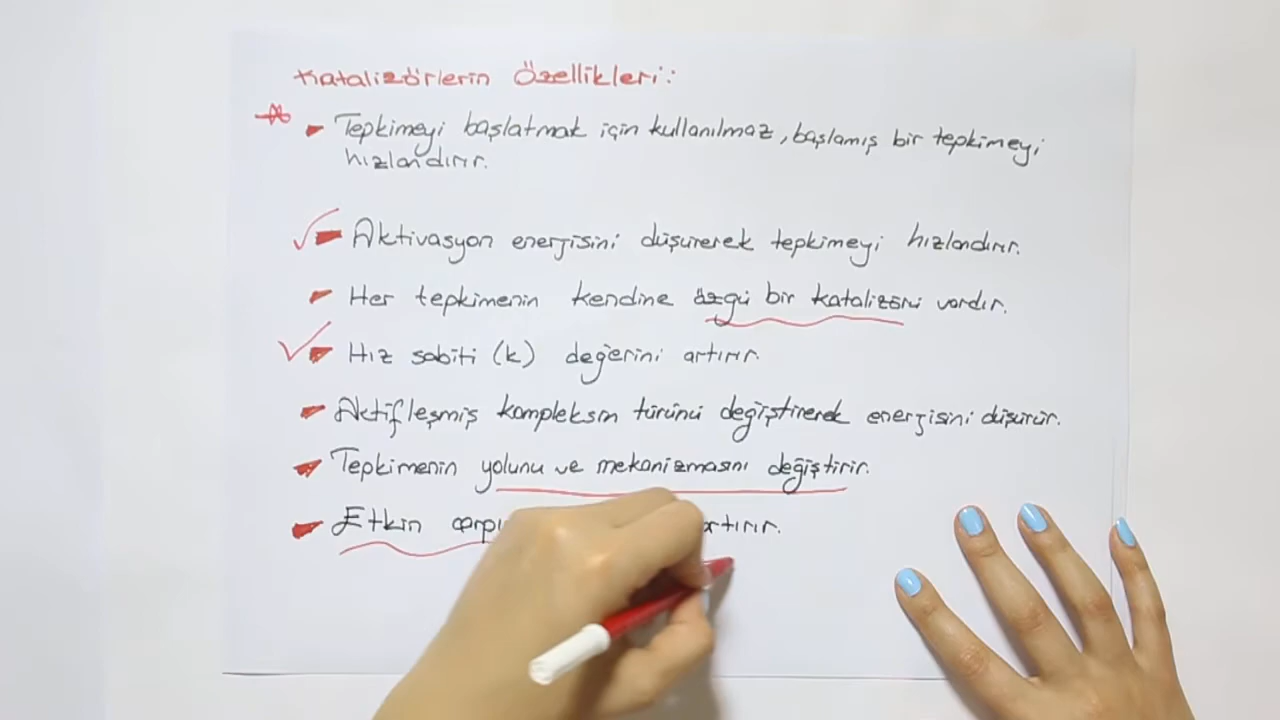 Katalizörlerin Özellikleri:
Tepkimeyi başlatmak için kullanılmaz, başlamış bir tepkimeyi
hızlandırır.
Aktivasyon enerjisini düşürerek tepkimeyi hızlandırır.
Her tepkimenin kendine özgü bir katalizörü vardır.
Hız sabiti (k) değerini artırır.
Aktifleşmiş kompleksin türünü değiştirerek enerjisini düşürür.
Tepkimenin yolunu ve mekanizmasını değiştirir.
Etkin artırır.